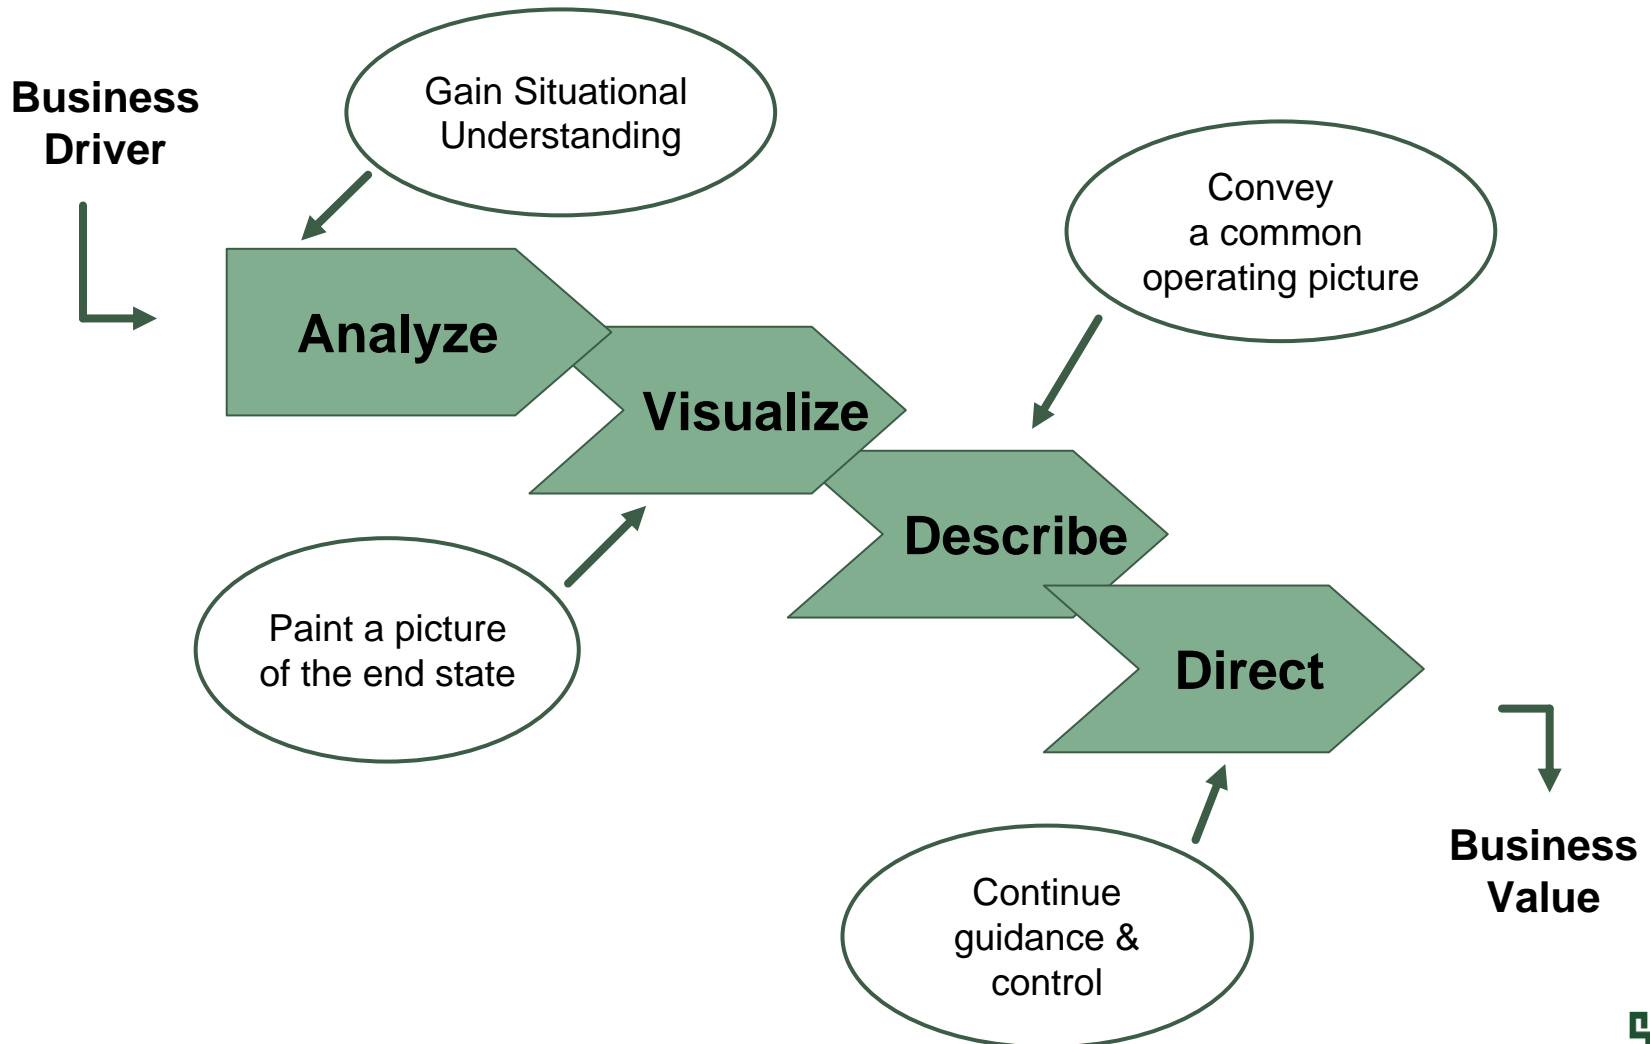 Business
Driver
Gain Situational
Understanding
Convey
a common
operating picture
Analyze
Visualize
Describe
Paint a picture
of the end state
Direct
Continue
guidance &
control
Business
Value